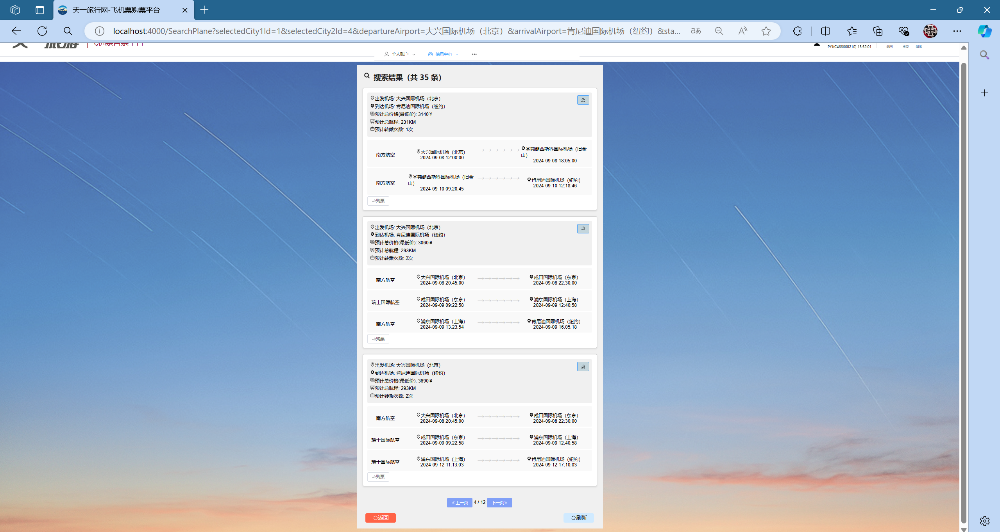 天一旅行网-飞机票购票平台
localhost:4000/SearchPlane?selectedCity1Id=1&selectedCity2Id=4&departureAirport=大兴国际机场（北京）&arrivalAirport=肯尼迪国际机场（纽约）&sta...
PYJ(C466668210) 15:52:01
返回
主页
退出
个人账户
信息中心
搜索结果（共 35 条）
出发机场: 大兴国际机场（北京）
到达机场: 肯尼迪国际机场（纽约）
预计总价格(最低价): 3140￥
预计总航程: 231KM
预计转乘次数: 1次
南方航空
大兴国际机场（北京）
2024-09-08 12:00:00
圣弗朗西斯科国际机场（旧金
山）
2024-09-08 18:05:00
南方航空
圣弗朗西斯科国际机场（旧金
山）
2024-09-10 09:20:45
肯尼迪国际机场（纽约）
2024-09-10 12:18:46
购票
出发机场: 大兴国际机场（北京）
到达机场: 肯尼迪国际机场（纽约）
预计总价格(最低价): 3060￥
预计总航程: 293KM
预计转乘次数: 2次
南方航空
大兴国际机场（北京）
2024-09-08 20:45:00
成田国际机场（东京）
2024-09-08 22:30:00
瑞士国际航空
成田国际机场（东京）
2024-09-09 09:22:58
浦东国际机场（上海）
2024-09-09 12:40:58
南方航空
浦东国际机场（上海）
2024-09-09 13:23:54
肯尼迪国际机场（纽约）
2024-09-09 16:05:18
购票
出发机场: 大兴国际机场（北京）
到达机场: 肯尼迪国际机场（纽约）
预计总价格(最低价): 3690￥
预计总航程: 293KM
预计转乘次数: 2次
南方航空
大兴国际机场（北京）
2024-09-08 20:45:00
成田国际机场（东京）
2024-09-08 22:30:00
瑞士国际航空
成田国际机场（东京）
2024-09-09 09:22:58
浦东国际机场（上海）
2024-09-09 12:40:58
瑞士国际航空
浦东国际机场（上海）
2024-09-12 11:13:03
肯尼迪国际机场（纽约）
2024-09-12 17:10:03
购票
上一页 4 / 12 下一页
返回
刷新